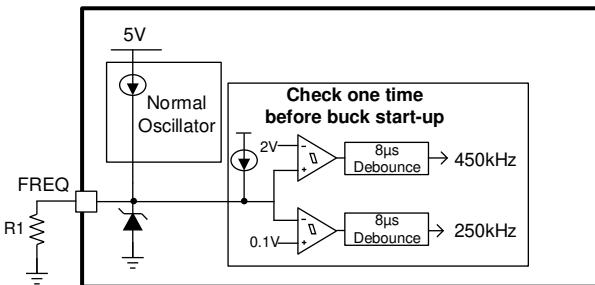 5V
Normal
Oscillator
Check one time
before buck start-up
2V
-
+
8µs
Debounce
450kHz
FREQ
R1
-
+
0.1V
8µs
Debounce
250kHz